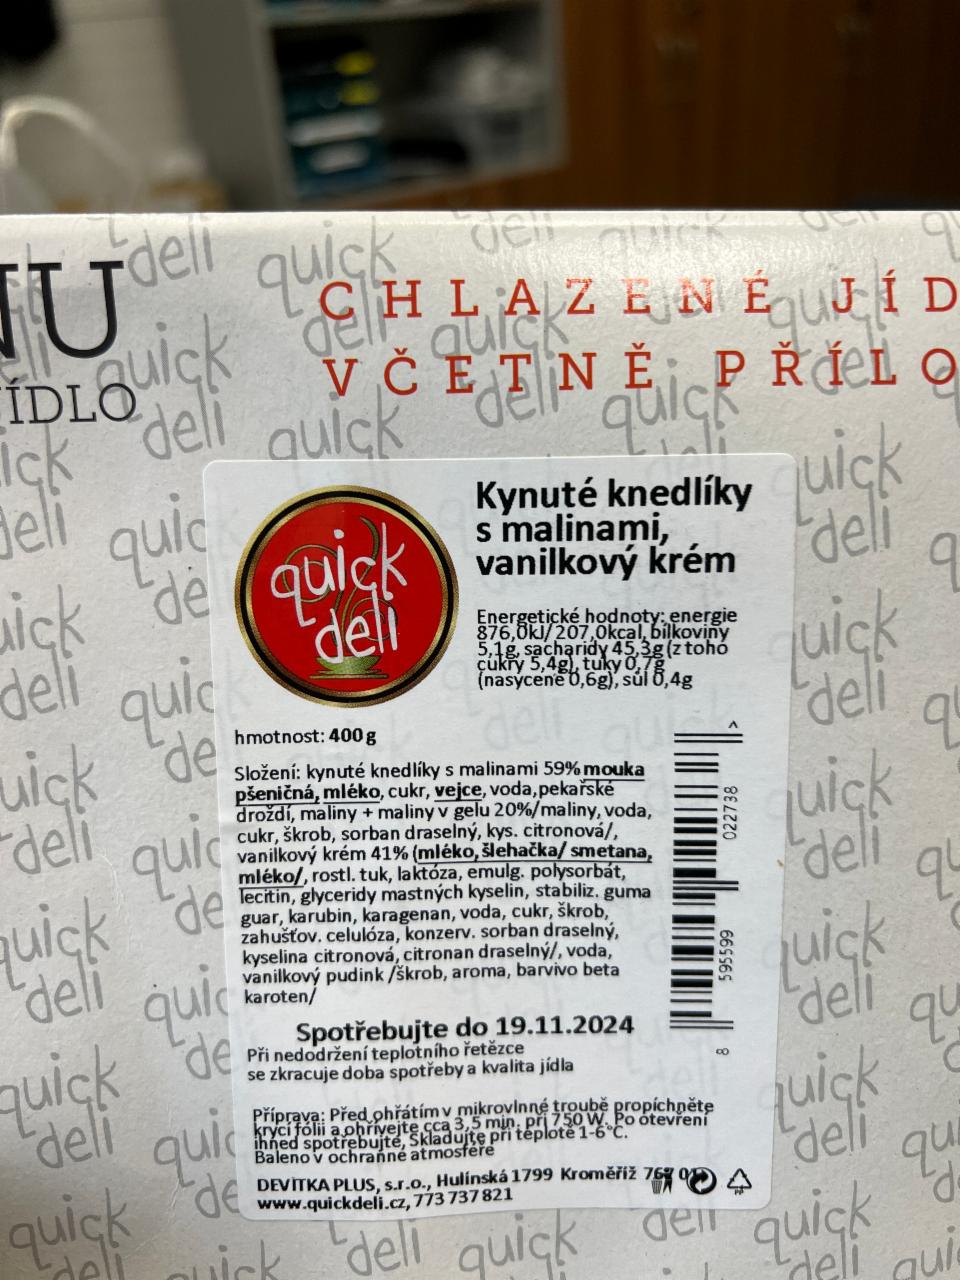 NU
JÍDLO
CHLAZENÉ JÍD
VČETNĚ PŘÍLO
quick deli
Kynuté knedlíky
s malinami,
vanilkový krém
Energetické hodnoty: energie
876,0kJ/207,0kcal, bílkoviny
5,1g, sacharidy 45,3g (z toho
cukry 5,4g), tuky 0,7g
(nasycené 0,6g), sůl 0,4g
hmotnost: 400 g
Složení: kynuté knedlíky s malinami 59% mouka
pšeničná, mléko, cukr, vejce, voda,pekařské
droždí, maliny + maliny v gelu 20%/maliny, voda,
cukr, škrob, sorban draselný, kys. citronová/,
vanilkový krém 41% (mléko, šlehačka/ smetana,
mléko/, rostl. tuk, laktóza, emulg. polysorbát,
lecitin, glyceridy mastných kyselin, stabiliz. guma
guar, karubin, karagenan, voda, cukr, škrob,
zahušťov. celulóza, konzerv. sorban draselný,
kyselina citronová, citronan draselný/, voda,
vanilkový pudink /škrob, aroma, barvivo beta
karoten/
8 595599 022738 >
Spotřebujte do 19.11.2024
Při nedodržení teplotního řetězce
se zkracuje doba spotřeby a kvalita jídla
Příprava: Před ohřátím v mikrovlnné troubě propíchněte
krycí fólii a ohřívejte cca 3,5 min. při 750 W. Po otevření
ihned spotřebujte, Skladujte při teplotě 1-6°C.
Baleno v ochranné atmosféře
DEVÍTKA PLUS, s.r.o., Hulínská 1799 Kroměříž 767 01
www.quickdeli.cz, 773 737 821